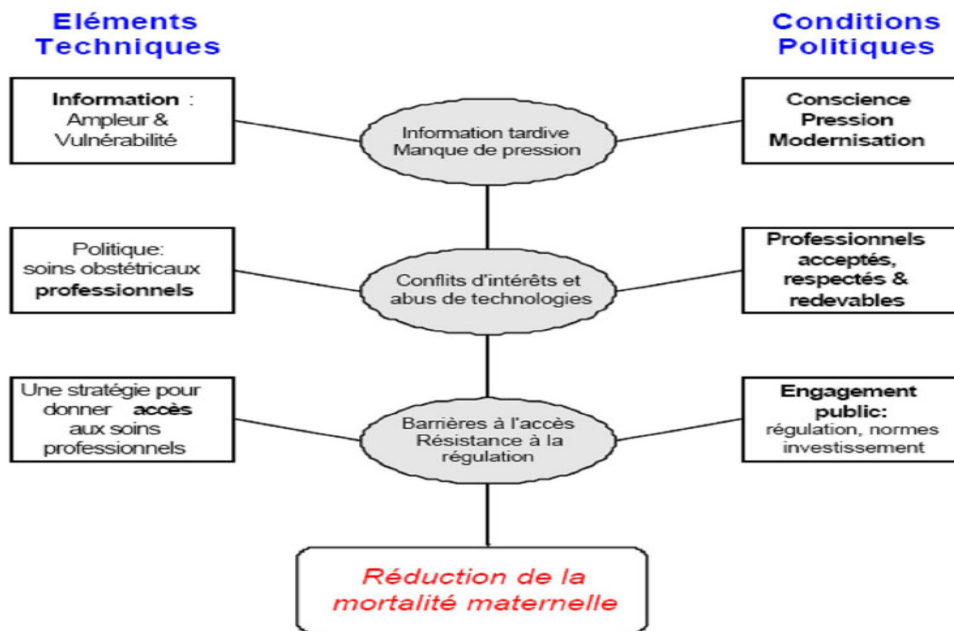 Eléments
Techniques
Conditions
Politiques
Information :
Ampleur &
Vulnérabilité
Information tardive
Manque de pression
Conscience
Pression
Modernisation
Politique:
soins obstétricaux
professionnels
Conflits d'intérêts et
abus de technologies
Professionnels
acceptés,
respectés &
redevables
Une stratégie pour
donner accès
aux soins
professionnels
Barrières à l'accès
Résistance à la
régulation
Engagement
public:
régulation, normes
investissement
Réduction de la
mortalité maternelle